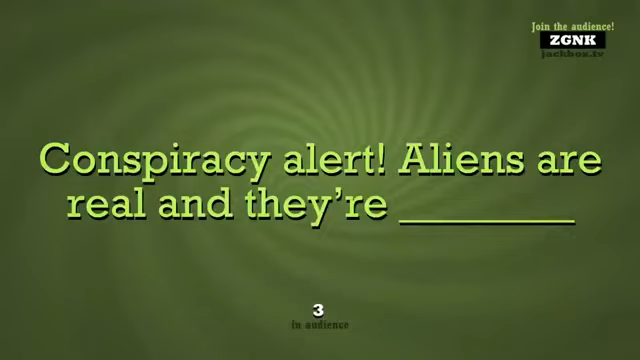 Join the audience!
ZGNK
jackbox.tv
Conspiracy alert! Aliens are
real and they're ________
3
in audience